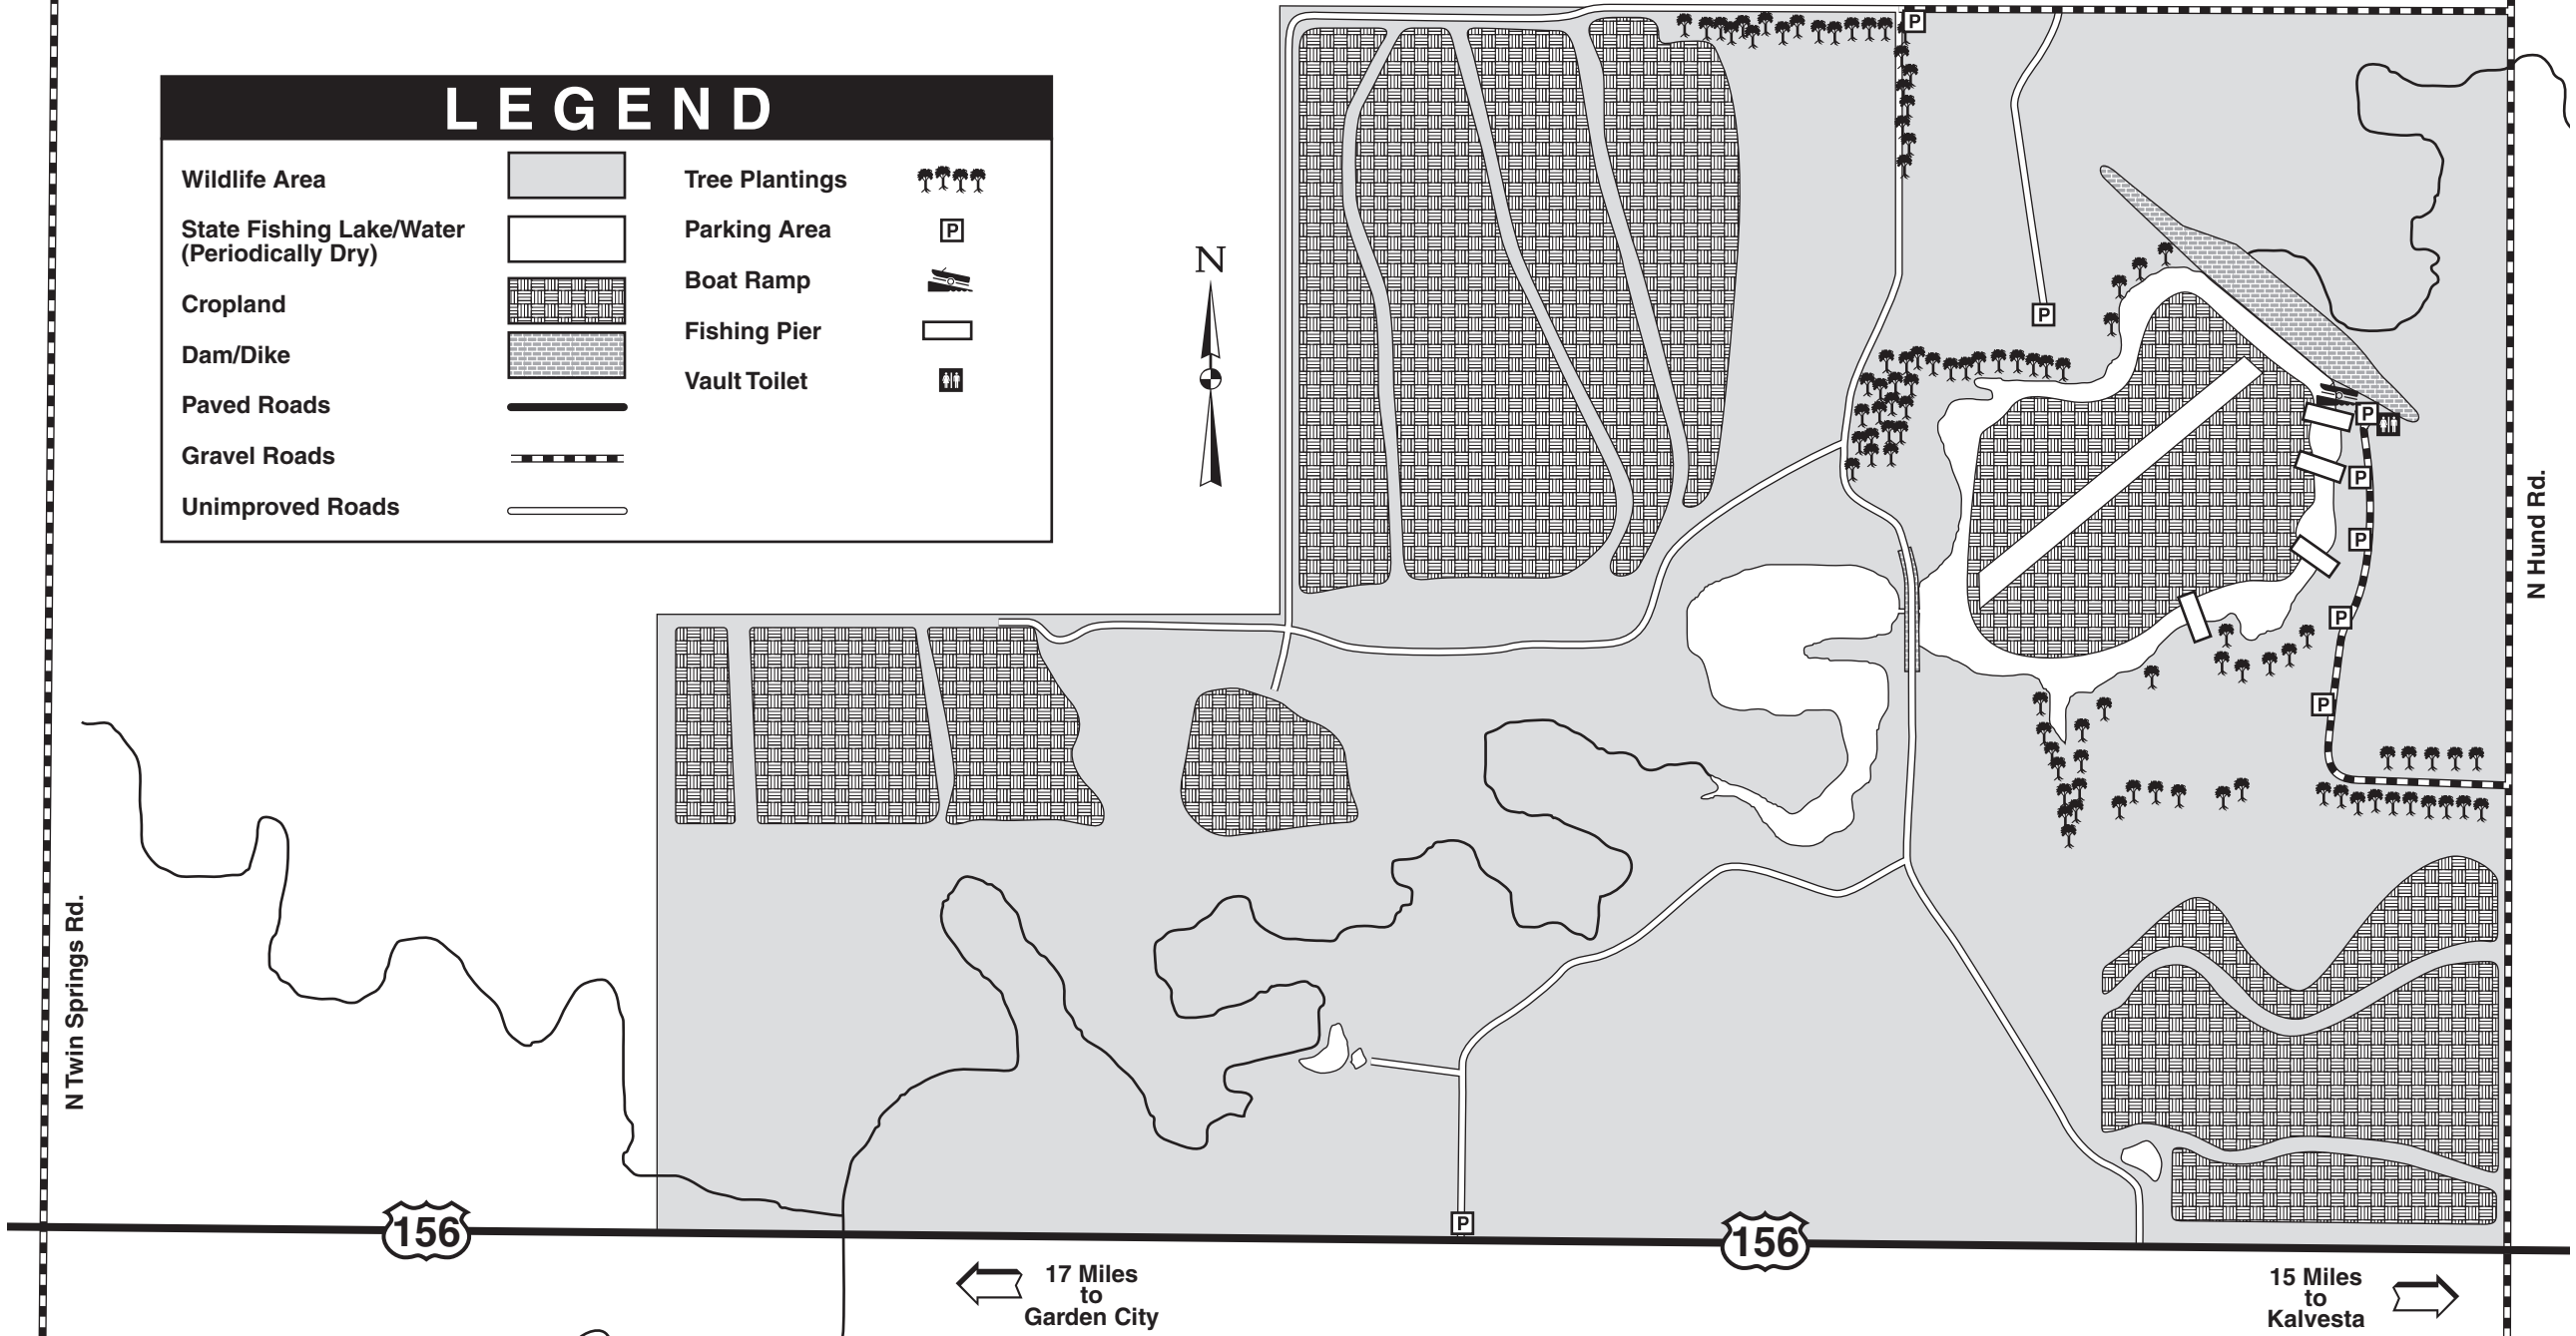 LEGEND
Wildlife Area
State Fishing Lake/Water
(Periodically Dry)
Cropland
Dam/Dike
Paved Roads
Gravel Roads
Unimproved Roads
Tree Plantings
Parking Area
P
Boat Ramp
Fishing Pier
Vault Toilet
N
P
P
P
P
P
P
P
P
N Hund Rd.
N Twin Springs Rd.
156
156
17 Miles
to
Garden City
15 Miles
to
Kalvesta